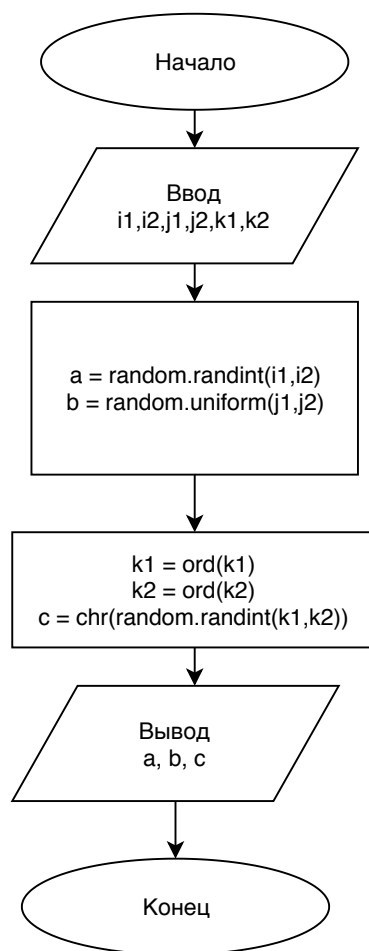 Начало
Ввод
i1,i2,j1,j2,k1,k2
a = random.randint(i1,i2)
b = random.uniform(j1,j2)
k1 = ord(k1)
k2 = ord(k2)
c = chr(random.randint(k1,k2))
Вывод
a, b, c
Конец